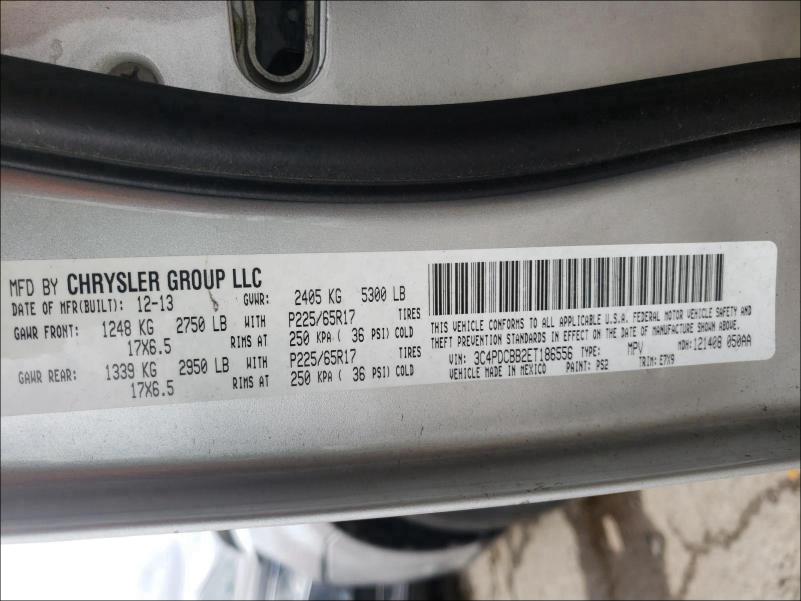 MFD BY CHRYSLER GROUP LLC
DATE OF MFR(BUILT): 12-13 GVWR: 2405 KG 5300 LB
GAWR FRONT: 1248 KG 2750 LB WITH P225/65R17 TIRES
17X6.5 RIMS AT 250 KPA ( 36 PSI) COLD
GAWR REAR: 1339 KG 2950 LB WITH P225/65R17 TIRES
17X6.5 RIMS AT 250 KPA ( 36 PSI) COLD
THIS VEHICLE CONFORMS TO ALL APPLICABLE U.S.A. FEDERAL MOTOR VEHICLE SAFETY AND
THEFT PREVENTION STANDARDS IN EFFECT ON THE DATE OF MANUFACTURE SHOWN ABOVE.
VIN: 3C4PDCBB2ET186556 TYPE: MPV MDH:121408 050AA
VEHICLE MADE IN MEXICO PAINT: PS2 TRIM: E7X9